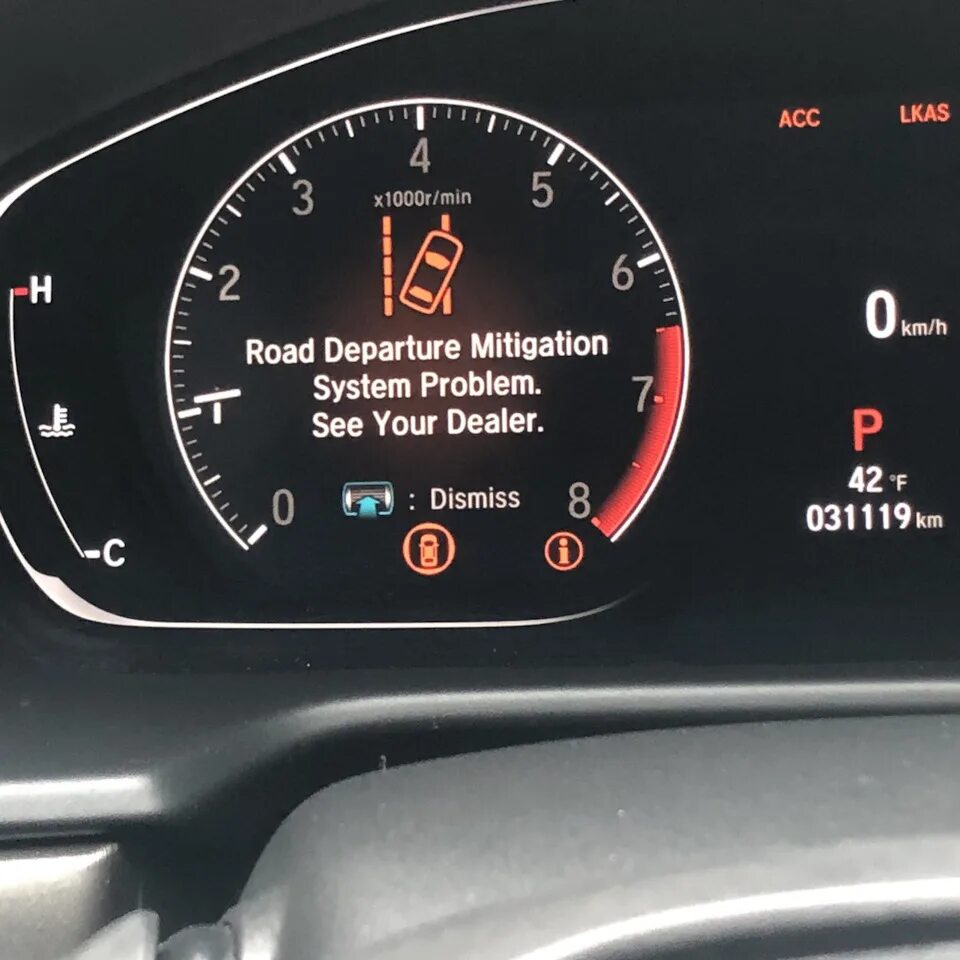 ACC LKAS
4
3 5
x1000r/min
2 6
H
0 km/h
Road Departure Mitigation
System Problem.
See Your Dealer.
1 7
P
42 °F
0 : Dismiss 8
031119 km
C
i